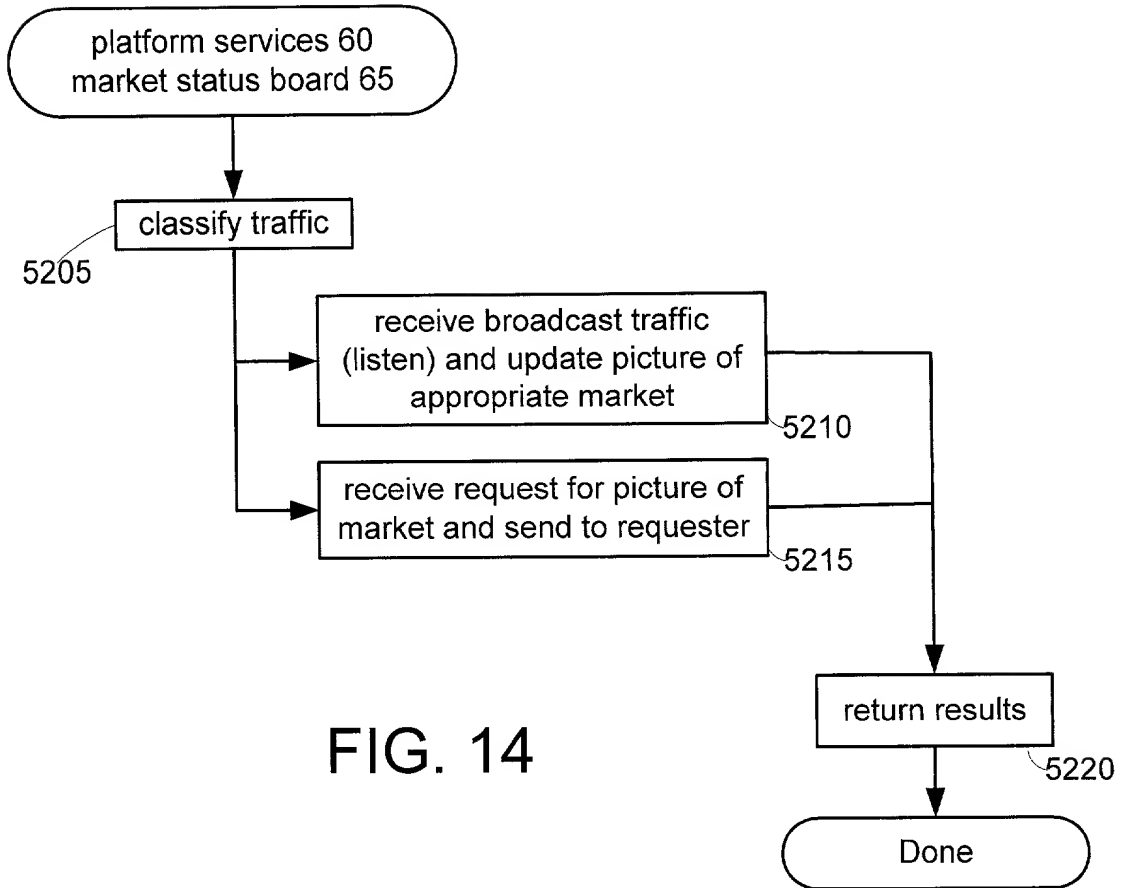 platform services 60
market status board 65
classify traffic
5205
receive broadcast traffic
(listen) and update picture of
appropriate market
5210
receive request for picture of
market and send to requester
5215
return results
5220
FIG. 14
Done